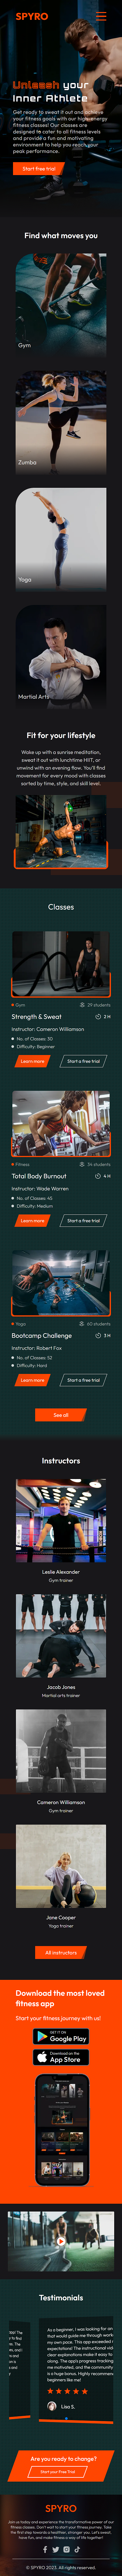 SPYRO
Unleash your
Inner Athlete
Get ready to sweat it out and achieve
your fitness goals with our high-energy
fitness classes! Our classes are
designed to cater to all fitness levels
and provide a fun and motivating
environment to help you reach your
peak performance.
Start free trial
Find what moves you
Gym
Zumba
Yoga
Martial Arts
Fit for your lifestyle
Wake up with a sunrise meditation,
sweat it out with lunchtime HIIT, or
unwind with an evening flow. You'll find
movement for every mood with classes
sorted by time, style, and skill level.
Classes
Gym 29 students
Strength & Sweat 2 H
Instructor: Cameron Williamson
No. of Classes: 30
Difficulty: Beginner
Learn more Start a free trial
Fitness 34 students
Total Body Burnout 4 H
Instructor: Wade Warren
No. of Classes: 45
Difficulty: Medium
Learn more Start a free trial
Yoga 60 students
Bootcamp Challenge 3 H
Instructor: Robert Fox
No. of Classes: 52
Difficulty: Hard
Learn more Start a free trial
See all
Instructors
Leslie Alexander
Gym trainer
Jacob Jones
Martial arts trainer
Cameron Williamson
Gym trainer
Jane Cooper
Yoga trainer
All instructors
Download the most loved
fitness app
Start your fitness journey with us!
GET IT ON
Google Play
Download on the
App Store
Testimonials
As a beginner, I was looking for an
that would guide me through work
my own pace. This app exceeded m
expectations! The instructional vid
clear explanations make it easy to
along. The app's progress tracking
me motivated, and the community
is a huge bonus. Highly recommend
beginners like me!
Lisa S.
Are you ready to change?
Start your Free Trial
SPYRO
Join us today and experience the transformative power of our
fitness classes. Don't wait to start your fitness journey. Take
the first step towards a healthier, stronger you. Let's sweat,
have fun, and make fitness a way of life together!
© SPYRO 2023. All rights reserved.